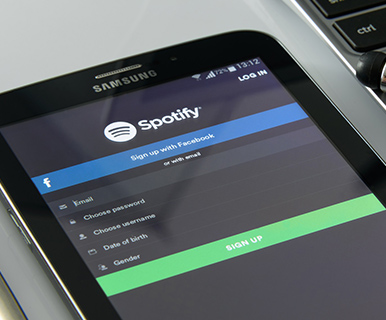 SAMSUNG
72% 13:12
LOG IN
Spotify
f Sign up with Facebook
or with email
Email
Choose password
Choose username
Date of birth
Gender
SIGN UP
ctrl